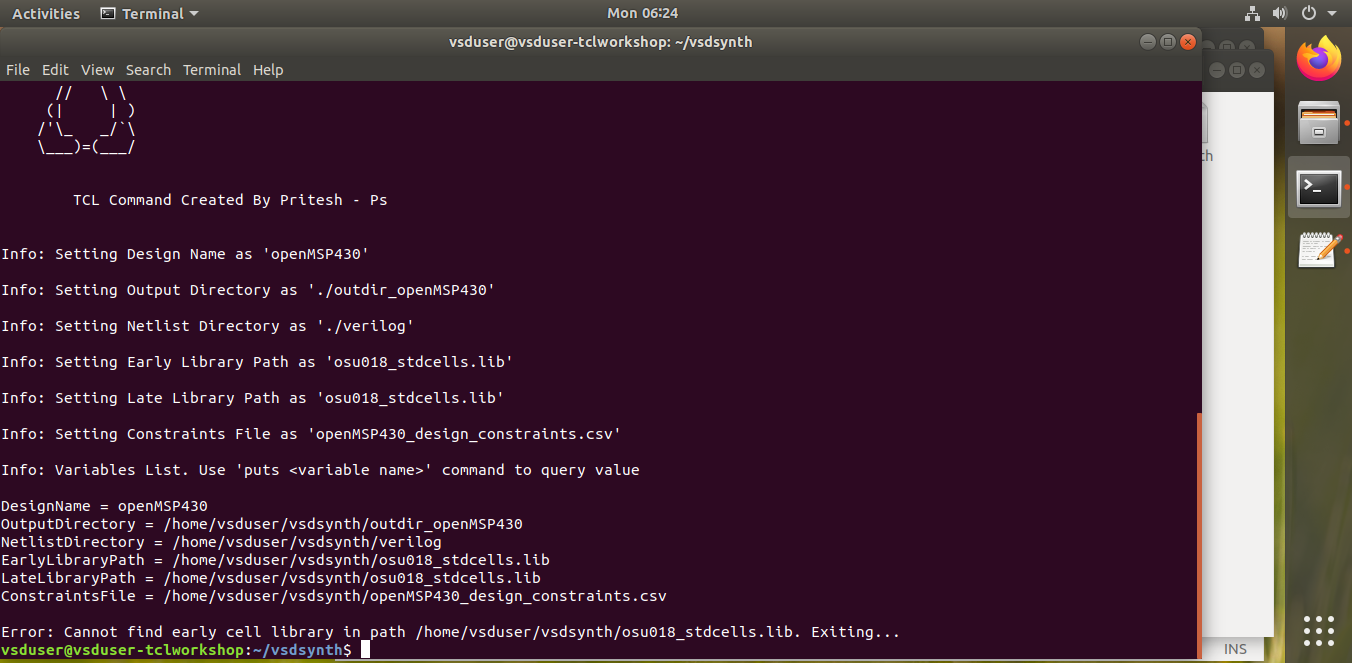 Activities Terminal Mon 06:24
vsduser@vsduser-tclworkshop: ~/vsdsynth
File Edit View Search Terminal Help
//   \ \
(|     | )
/'\_   _/`\
\___)=(___/
TCL Command Created By Pritesh - Ps
Info: Setting Design Name as 'openMSP430'
Info: Setting Output Directory as './outdir_openMSP430'
Info: Setting Netlist Directory as './verilog'
Info: Setting Early Library Path as 'osu018_stdcells.lib'
Info: Setting Late Library Path as 'osu018_stdcells.lib'
Info: Setting Constraints File as 'openMSP430_design_constraints.csv'
Info: Variables List. Use 'puts <variable name>' command to query value
DesignName = openMSP430
OutputDirectory = /home/vsduser/vsdsynth/outdir_openMSP430
NetlistDirectory = /home/vsduser/vsdsynth/verilog
EarlyLibraryPath = /home/vsduser/vsdsynth/osu018_stdcells.lib
LateLibraryPath = /home/vsduser/vsdsynth/osu018_stdcells.lib
ConstraintsFile = /home/vsduser/vsdsynth/openMSP430_design_constraints.csv
Error: Cannot find early cell library in path /home/vsduser/vsdsynth/osu018_stdcells.lib. Exiting...
vsduser@vsduser-tclworkshop:~/vsdsynth$
INS